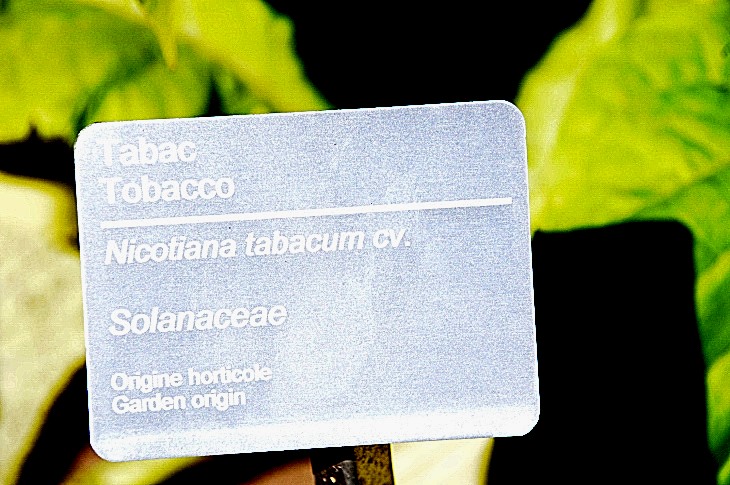 Tabac
Tobacco
Nicotiana tabacum cv.
Solanaceae
Origine horticole
Garden origin